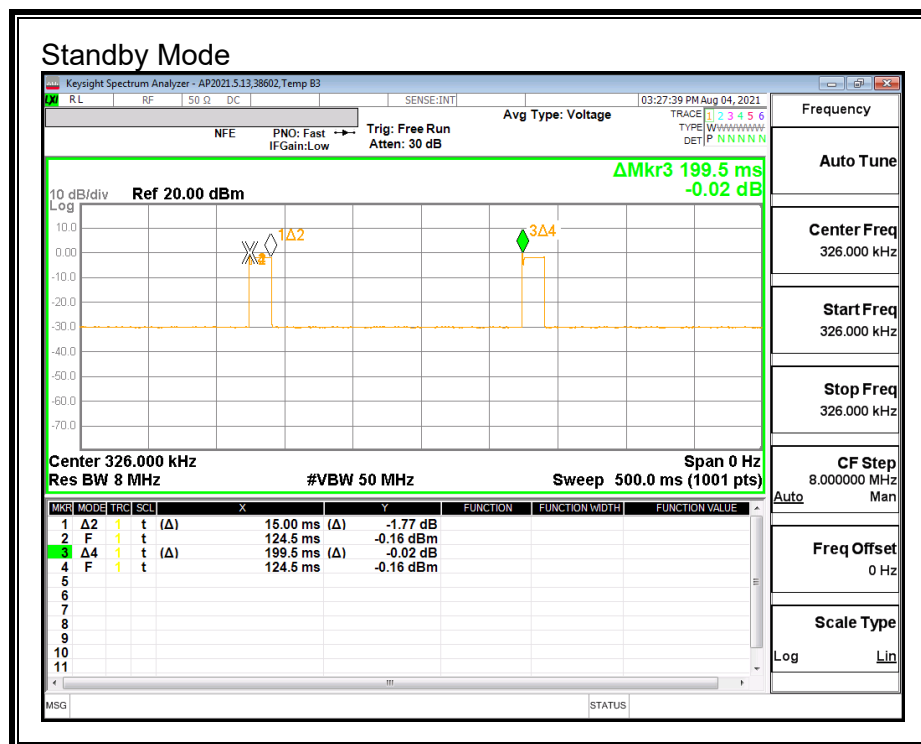 Standby Mode
Keysight Spectrum Analyzer - AP2021.5.13,38602,Temp B3
LXI RL RF 50 Ω DC SENSE:INT 03:27:39 PM Aug 04, 2021
Avg Type: Voltage TRACE 1 2 3 4 5 6
NFE PNO: Fast Trig: Free Run TYPE WWWWWW
IFGain:Low Atten: 30 dB DET P N N N N N
ΔMkr3 199.5 ms
-0.02 dB
10 dB/div Ref 20.00 dBm
Log
10.0
0.00
-10.0
-20.0
-30.0
-40.0
-50.0
-60.0
-70.0
1Δ2
3Δ4
Center 326.000 kHz Span 0 Hz
Res BW 8 MHz #VBW 50 MHz Sweep 500.0 ms (1001 pts)
MKR MODE TRC SCL X Y FUNCTION FUNCTION WIDTH FUNCTION VALUE
1 Δ2 1 t (Δ) 15.00 ms (Δ) -1.77 dB
2 F 1 t 124.5 ms -0.16 dBm
3 Δ4 1 t (Δ) 199.5 ms (Δ) -0.02 dB
4 F 1 t 124.5 ms -0.16 dBm
5
6
7
8
9
10
11
MSG STATUS
Frequency
Auto Tune
Center Freq
326.000 kHz
Start Freq
326.000 kHz
Stop Freq
326.000 kHz
CF Step
8.000000 MHz
Auto Man
Freq Offset
0 Hz
Scale Type
Log Lin